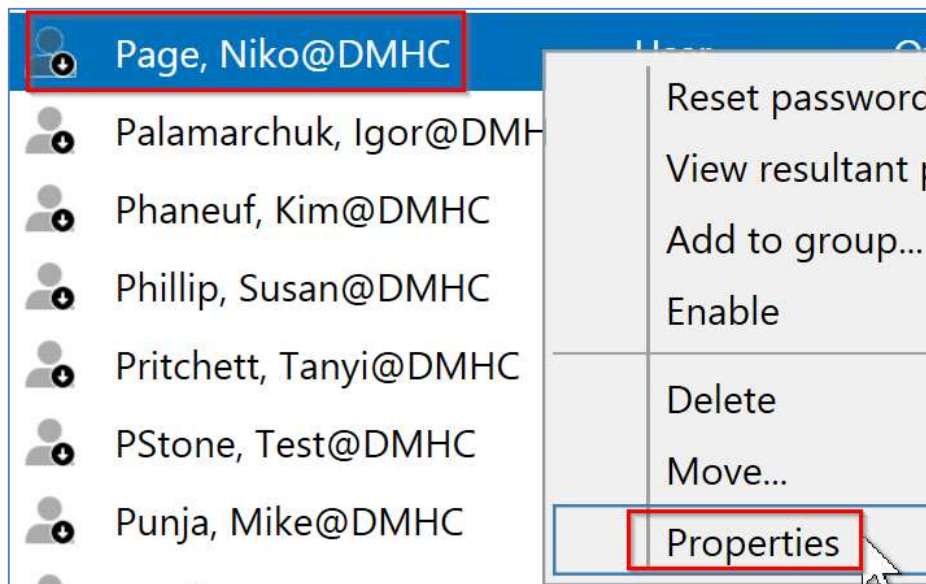 Page, Niko@DMHC
Palamarchuk, Igor@DMH
Phaneuf, Kim@DMHC
Phillip, Susan@DMHC
Pritchett, Tanyi@DMHC
PStone, Test@DMHC
Punja, Mike@DMHC
Reset password
View resultant
Add to group...
Enable
Delete
Move...
Properties